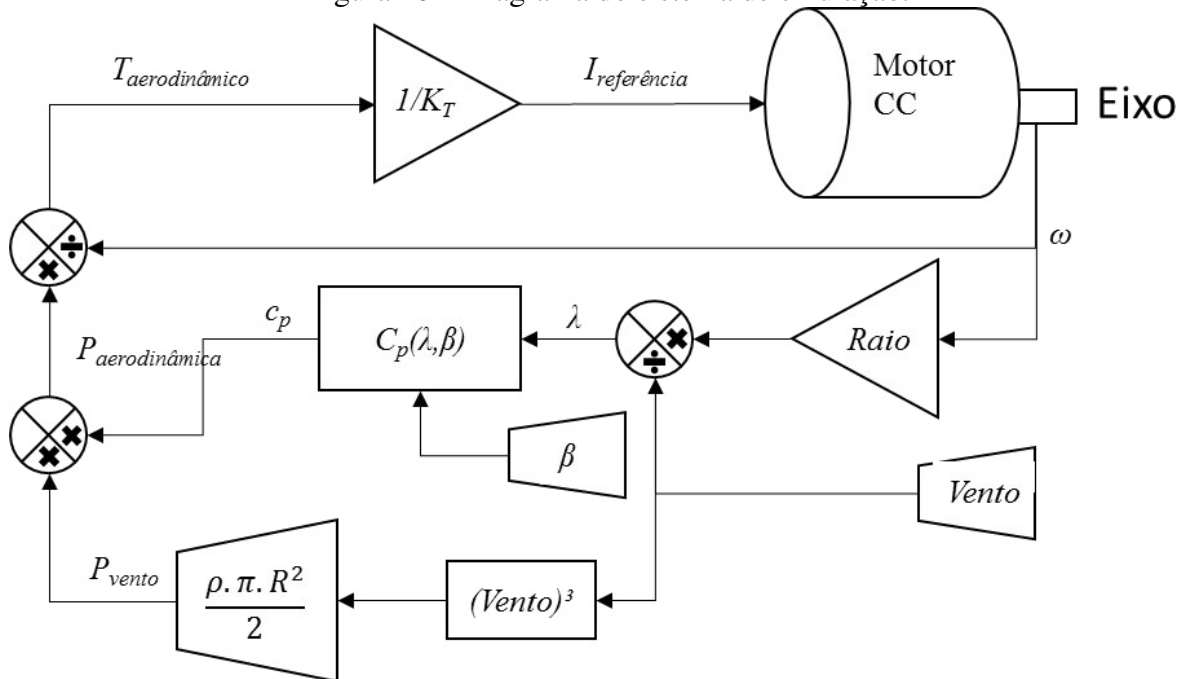 T_aerodinâmico
1/K_T
I_referência
Motor
CC
Eixo
ω
c_p
C_p(λ,β)
λ
Raio
P_aerodinâmica
β
Vento
P_vento
ρ. π. R²
2
(Vento)³